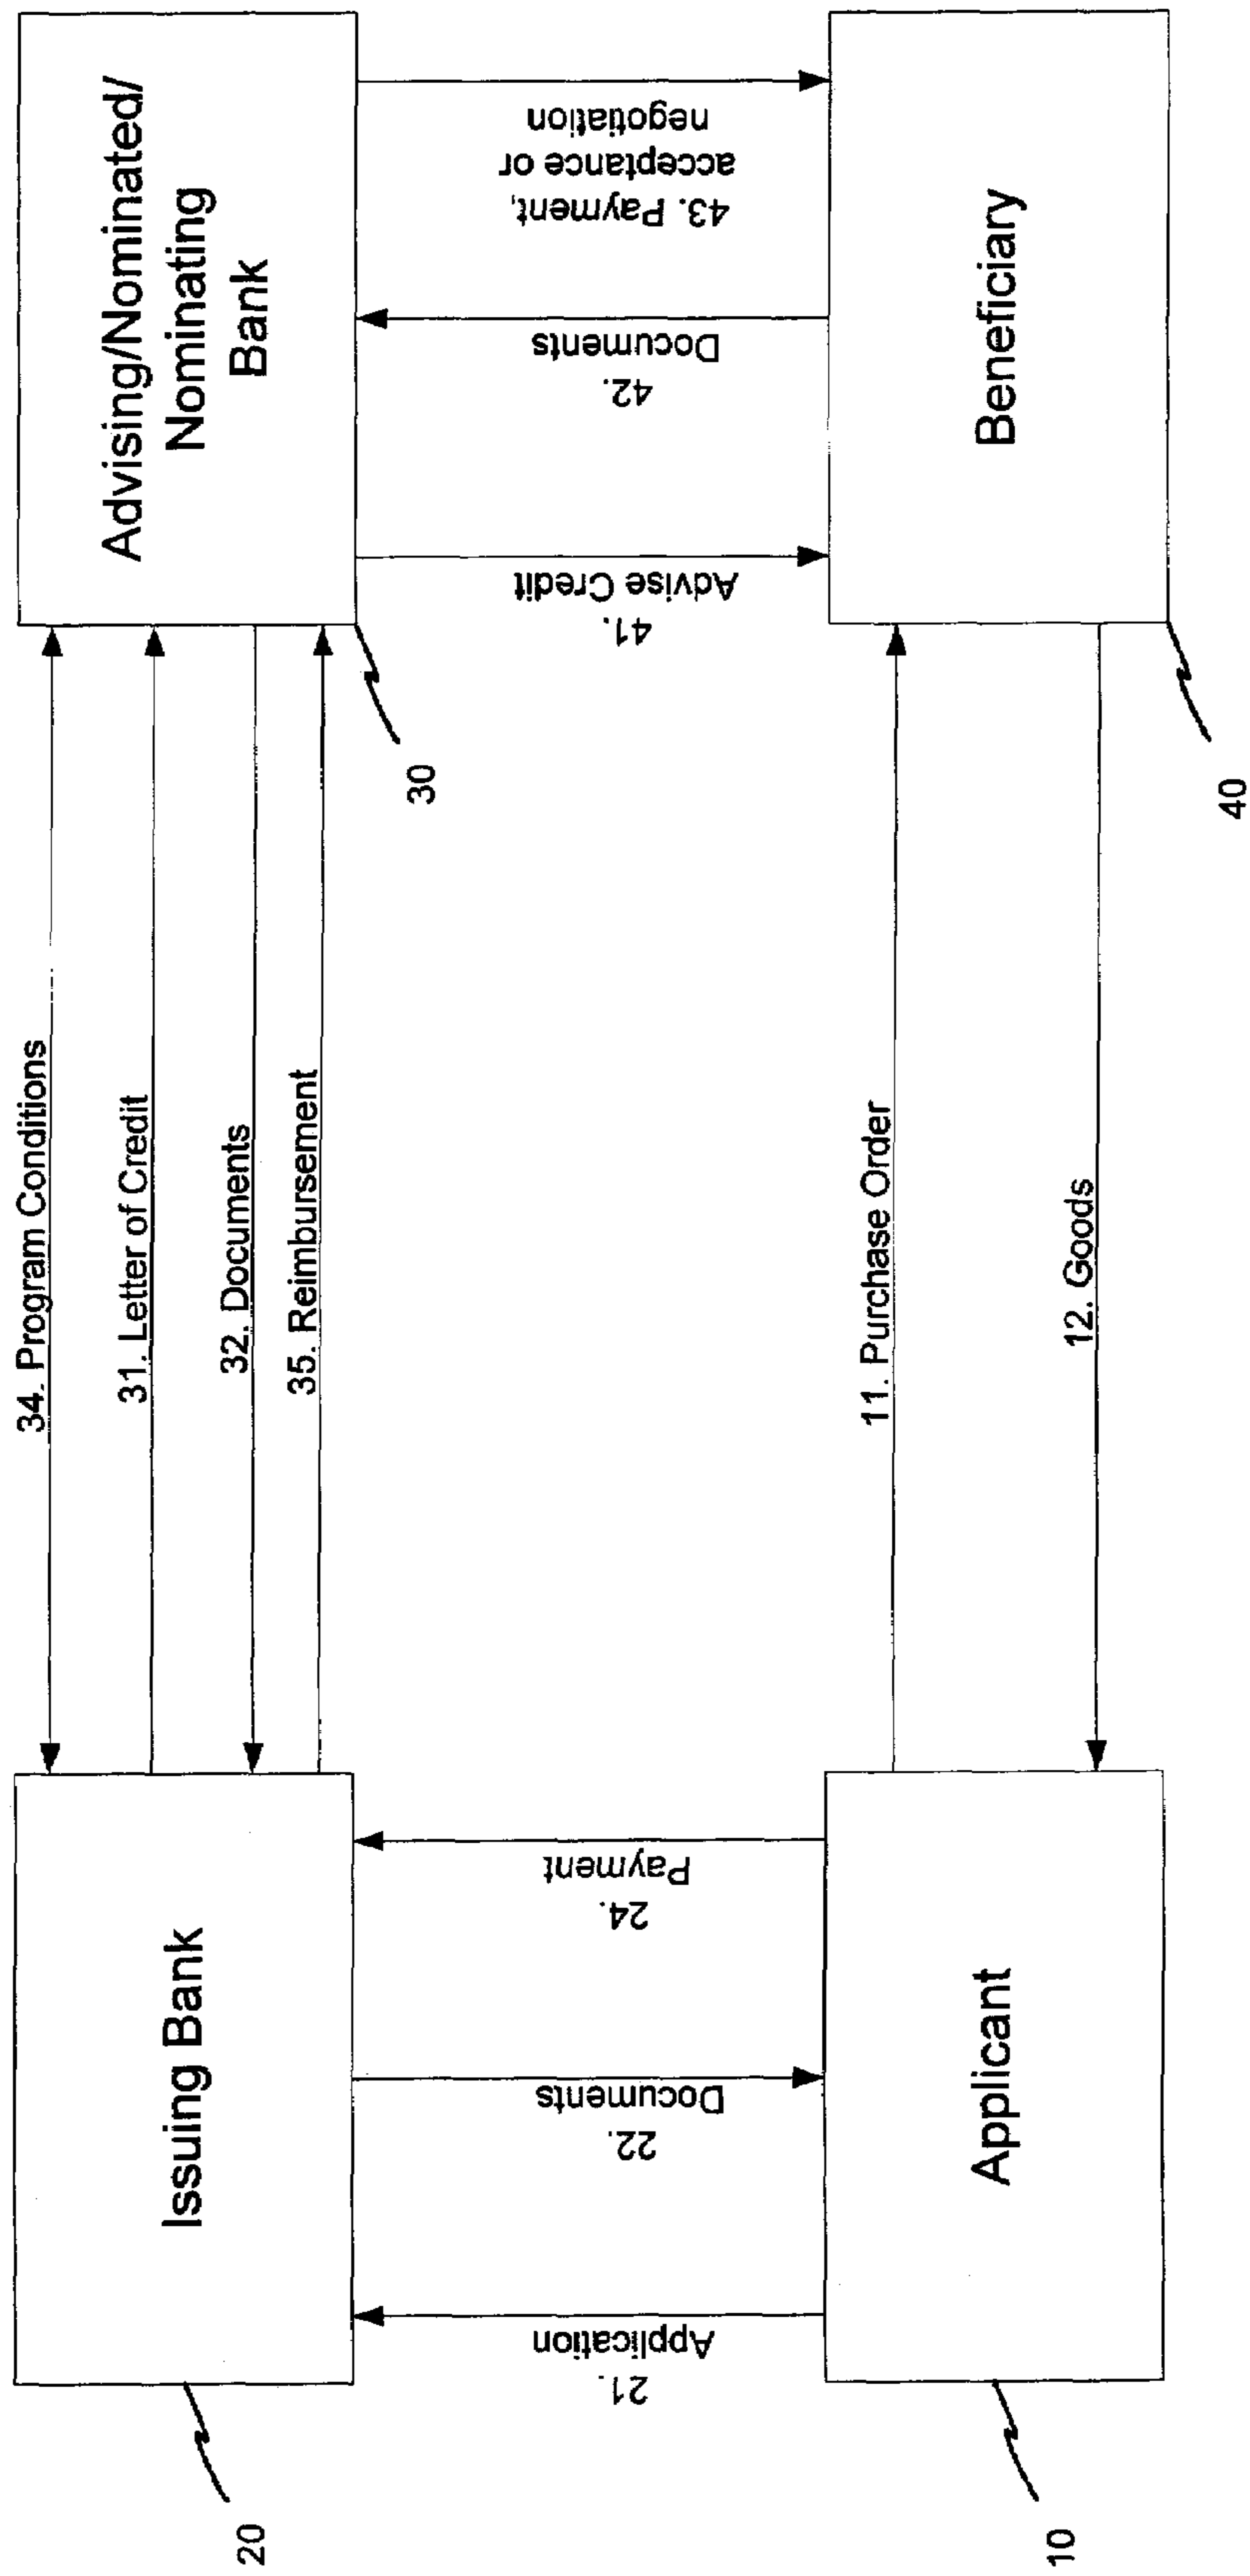 34. Program Conditions
31. Letter of Credit
32. Documents
35. Reimbursement
Issuing Bank
20
Advising/Nominated/
Nominating
Bank
30
21.
Application
22.
Documents
24.
Payment
41.
Advise Credit
42.
Documents
43. Payment,
acceptance or
negotiation
11. Purchase Order
12. Goods
Applicant
10
Beneficiary
40